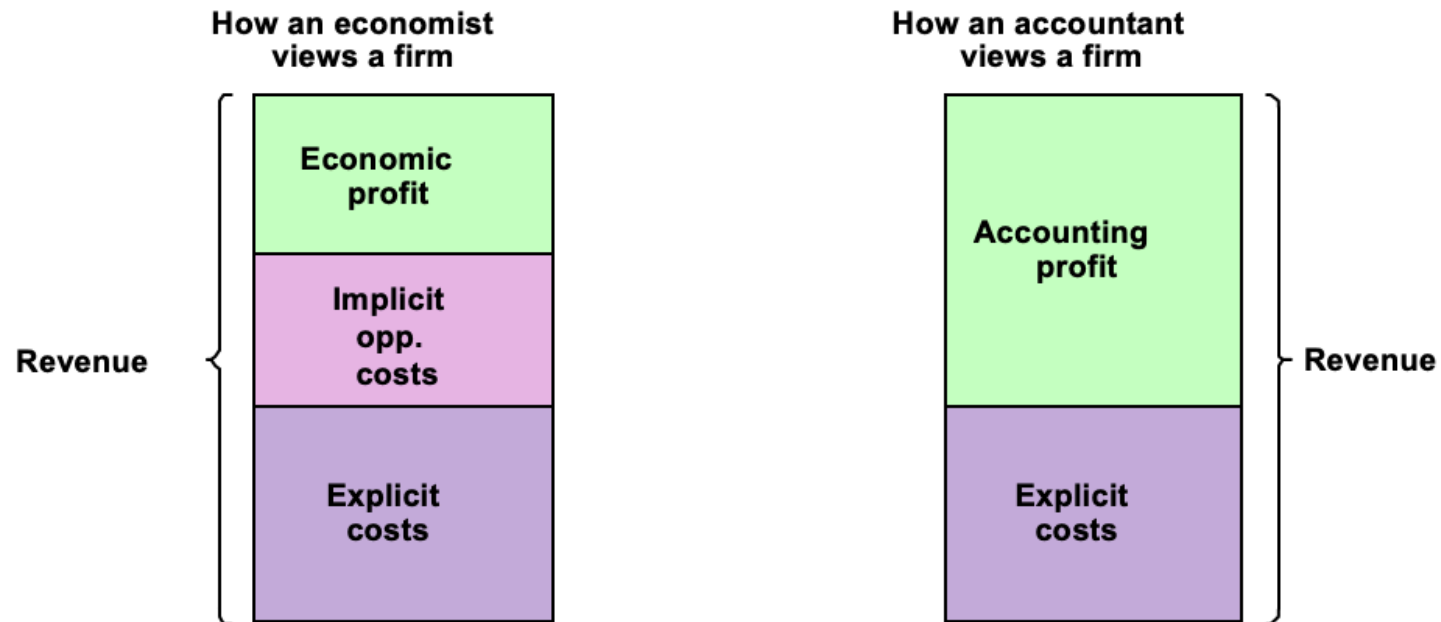 How an economist
views a firm
How an accountant
views a firm
Economic
profit
Implicit
opp.
costs
Explicit
costs
Revenue
Accounting
profit
Explicit
costs
Revenue